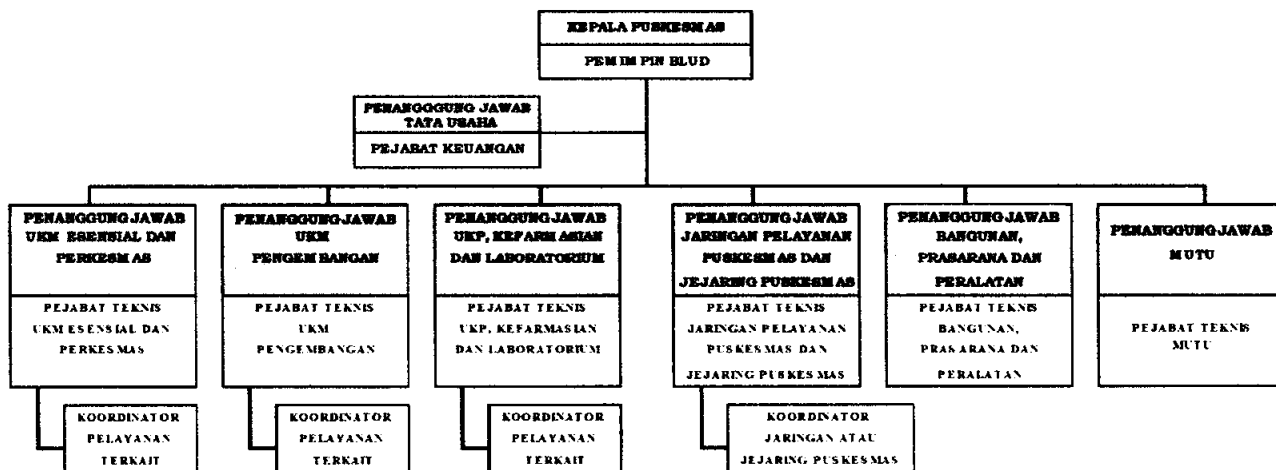 KEPALA PUSKESMAS
PEMIMPIN BLUD
PENANGGGUNG JAWAB
TATA USAHA
PEJABAT KEUANGAN
PENANGGUNG JAWAB
UKM ESENSIAL DAN
PERKESMAS
PEJABAT TEKNIS
UKM ESENSIAL DAN
PERKESMAS
KOORDINATOR
PELAYANAN
TERKAIT
PENANGGUNG JAWAB
UKM
PENGEMBANGAN
PEJABAT TEKNIS
UKM
PENGEMBANGAN
KOORDINATOR
PELAYANAN
TERKAIT
PENANGGUNG JAWAB
UKP, KEFARMASIAN
DAN LABORATORIUM
PEJABAT TEKNIS
UKP, KEFARMASIAN
DAN LABORATORIUM
KOORDINATOR
PELAYANAN
TERKAIT
PENANGGUNG JAWAB
JARINGAN PELAYANAN
PUSKESMAS DAN
JEJARING PUSKESMAS
PEJABAT TEKNIS
JARINGAN PELAYANAN
PUSKESMAS DAN
JEJARING PUSKESMAS
KOORDINATOR
JARINGAN ATAU
JEJARING PUSKESMAS
PENANGGUNG JAWAB
BANGUNAN,
PRASARANA DAN
PERALATAN
PEJABAT TEKNIS
BANGUNAN,
PRASARANA DAN
PERALATAN
PENANGGUNG JAWAB
MUTU
PEJABAT TEKNIS
MUTU